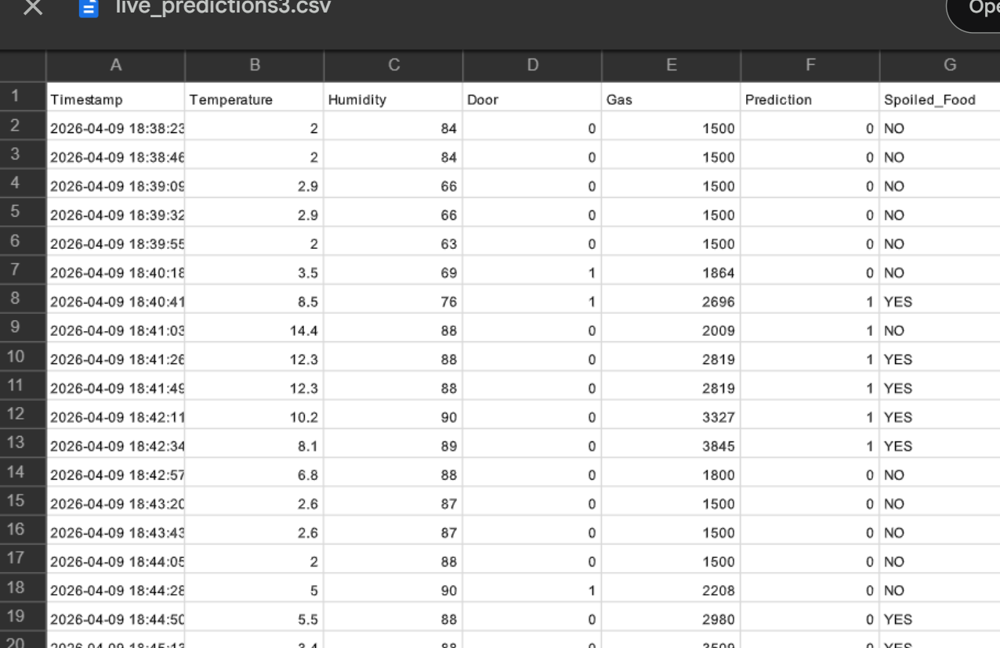 live_predictions3.csv
A B C D E F G
1 Timestamp Temperature Humidity Door Gas Prediction Spoiled_Food
2 2026-04-09 18:38:23 2 84 0 1500 0 NO
3 2026-04-09 18:38:46 2 84 0 1500 0 NO
4 2026-04-09 18:39:09 2.9 66 0 1500 0 NO
5 2026-04-09 18:39:32 2.9 66 0 1500 0 NO
6 2026-04-09 18:39:55 2 63 0 1500 0 NO
7 2026-04-09 18:40:18 3.5 69 1 1864 0 NO
8 2026-04-09 18:40:41 8.5 76 1 2696 1 YES
9 2026-04-09 18:41:03 14.4 88 0 2009 1 NO
10 2026-04-09 18:41:26 12.3 88 0 2819 1 YES
11 2026-04-09 18:41:49 12.3 88 0 2819 1 YES
12 2026-04-09 18:42:11 10.2 90 0 3327 1 YES
13 2026-04-09 18:42:34 8.1 89 0 3845 1 YES
14 2026-04-09 18:42:57 6.8 88 0 1800 0 NO
15 2026-04-09 18:43:20 2.6 87 0 1500 0 NO
16 2026-04-09 18:43:43 2.6 87 0 1500 0 NO
17 2026-04-09 18:44:05 2 88 0 1500 0 NO
18 2026-04-09 18:44:28 5 90 1 2208 0 NO
19 2026-04-09 18:44:50 5.5 88 0 2980 0 YES
20 2026-04-09 18:45:13 3.4 88 0 3509 0 YES